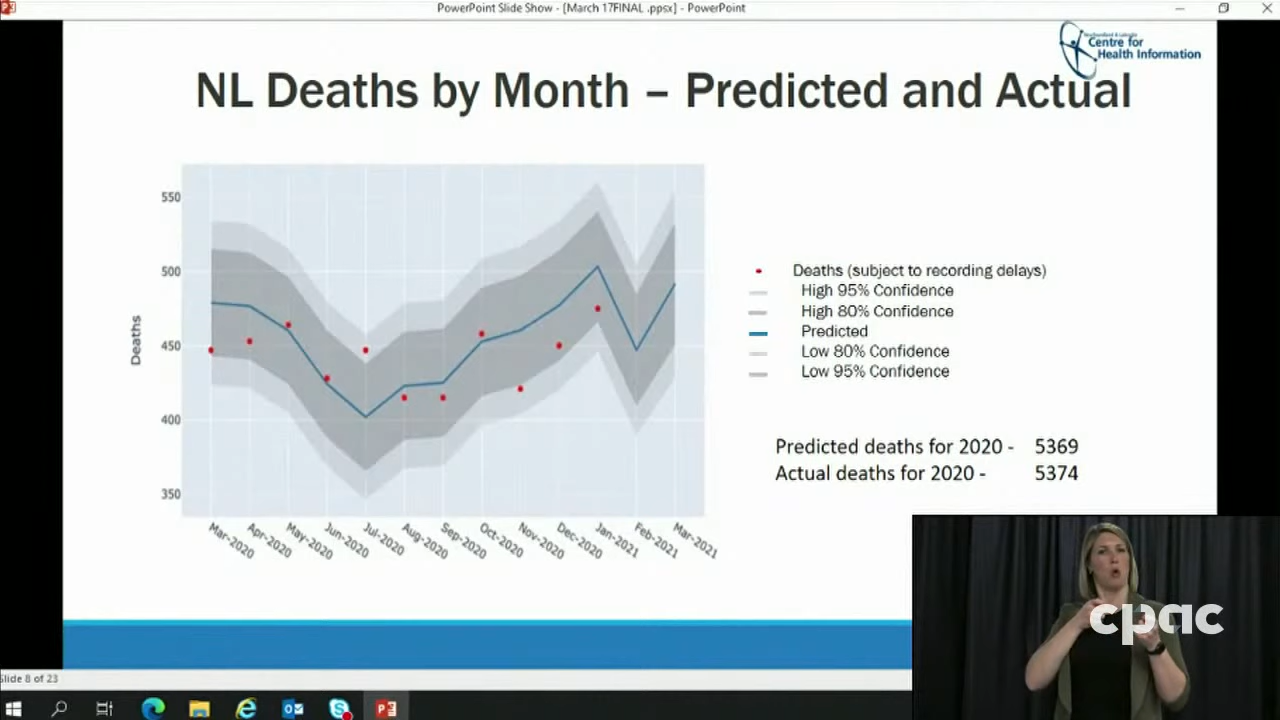 PowerPoint Slide Show - [March 17FINAL .ppsx] - PowerPoint
Centre for
Health Information
NL Deaths by Month – Predicted and Actual
550
500
450
400
350
Deaths
Mar-2020
Apr-2020
May-2020
Jun-2020
Jul-2020
Aug-2020
Sep-2020
Oct-2020
Nov-2020
Dec-2020
Jan-2021
Feb-2021
Mar-2021
Deaths (subject to recording delays)
High 95% Confidence
High 80% Confidence
Predicted
Low 80% Confidence
Low 95% Confidence
Predicted deaths for 2020 - 5369
Actual deaths for 2020 - 5374
cpac
Slide 8 of 23